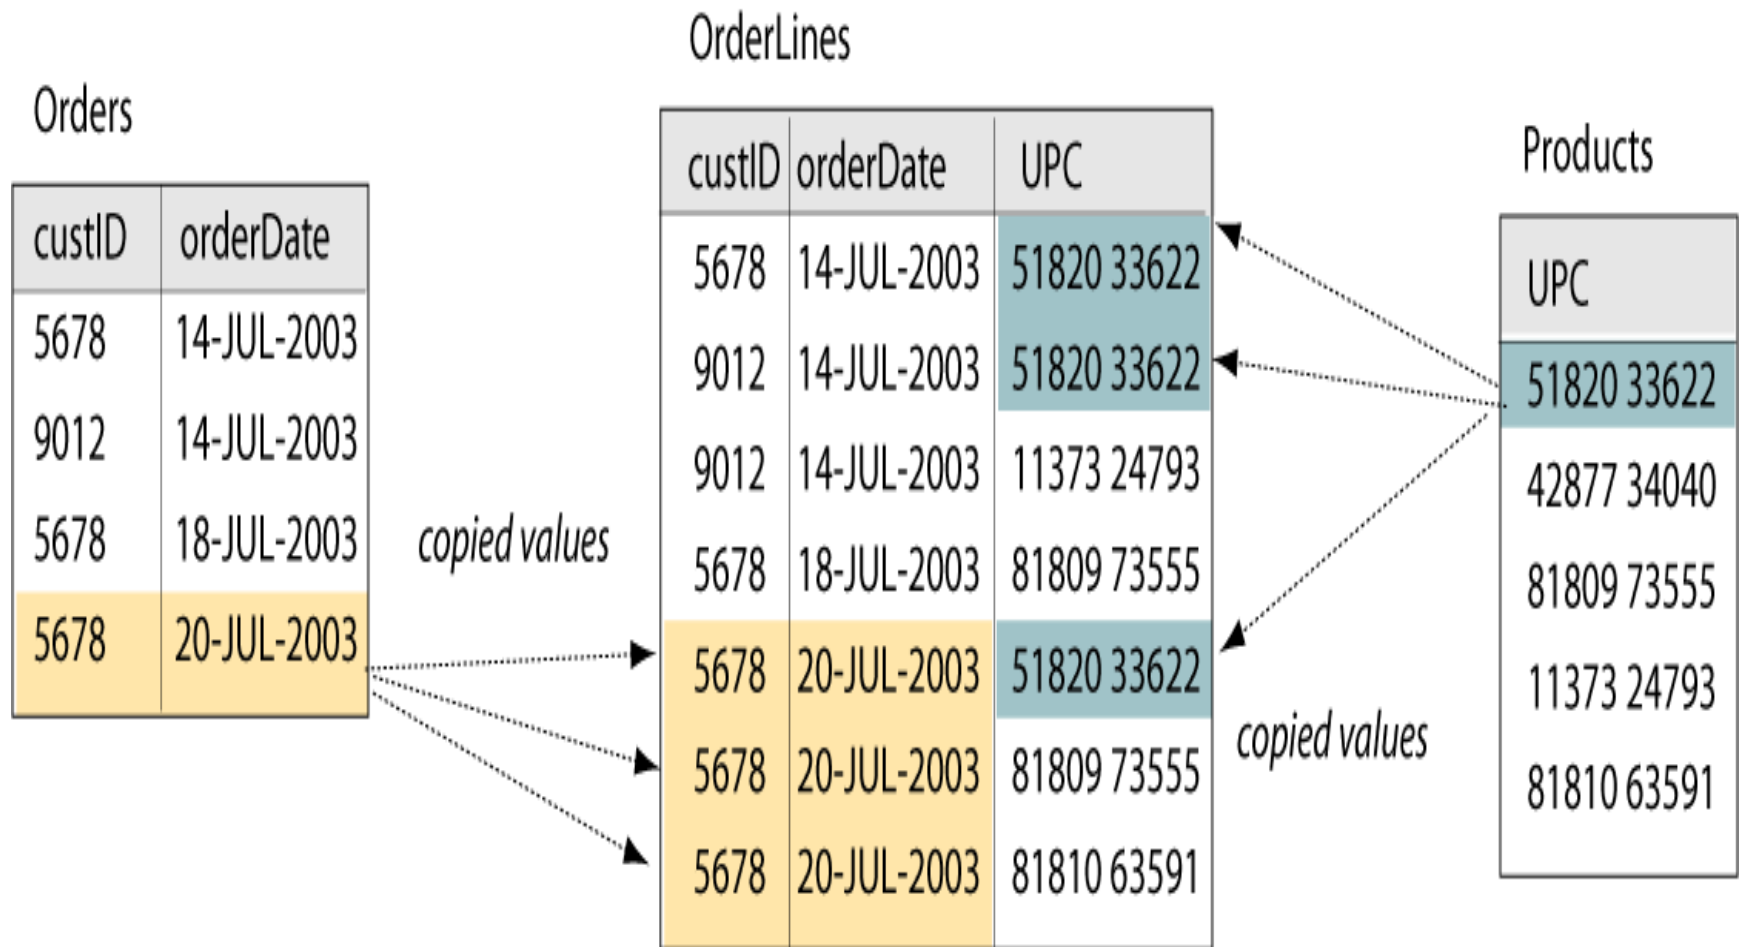 Orders
custID orderDate
5678 14-JUL-2003
9012 14-JUL-2003
5678 18-JUL-2003
5678 20-JUL-2003
copied values
OrderLines
custID orderDate UPC
5678 14-JUL-2003 51820 33622
9012 14-JUL-2003 51820 33622
9012 14-JUL-2003 11373 24793
5678 18-JUL-2003 81809 73555
5678 20-JUL-2003 51820 33622
5678 20-JUL-2003 81809 73555
5678 20-JUL-2003 81810 63591
copied values
Products
UPC
51820 33622
42877 34040
81809 73555
11373 24793
81810 63591